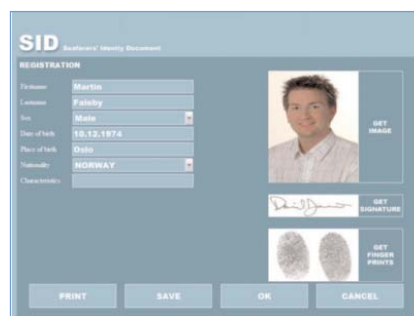 SID Seafarers' Identity Document
REGISTRATION
Firstname Martin
Lastname Falsby
Sex Male
Date of birth 10.12.1974
Place of birth Oslo
Nationality NORWAY
Characteristics
GET
IMAGE
GET
SIGNATURE
GET
FINGER
PRINTS
PRINT SAVE OK CANCEL